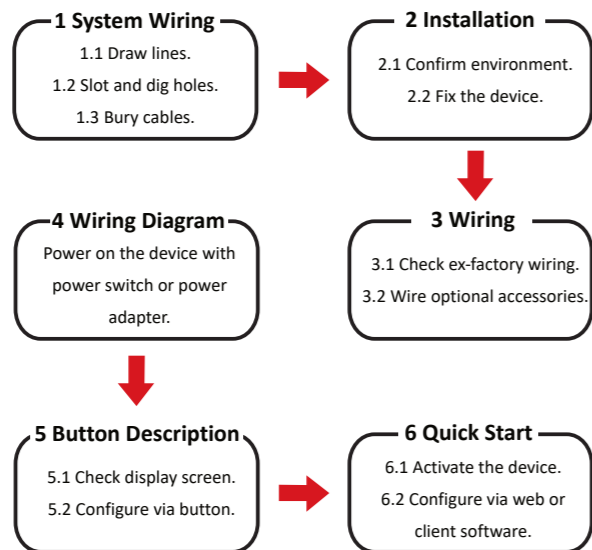 1 System Wiring
1.1 Draw lines.
1.2 Slot and dig holes.
1.3 Bury cables.
2 Installation
2.1 Confirm environment.
2.2 Fix the device.
3 Wiring
3.1 Check ex-factory wiring.
3.2 Wire optional accessories.
4 Wiring Diagram
Power on the device with
power switch or power
adapter.
5 Button Description
5.1 Check display screen.
5.2 Configure via button.
6 Quick Start
6.1 Activate the device.
6.2 Configure via web or
client software.